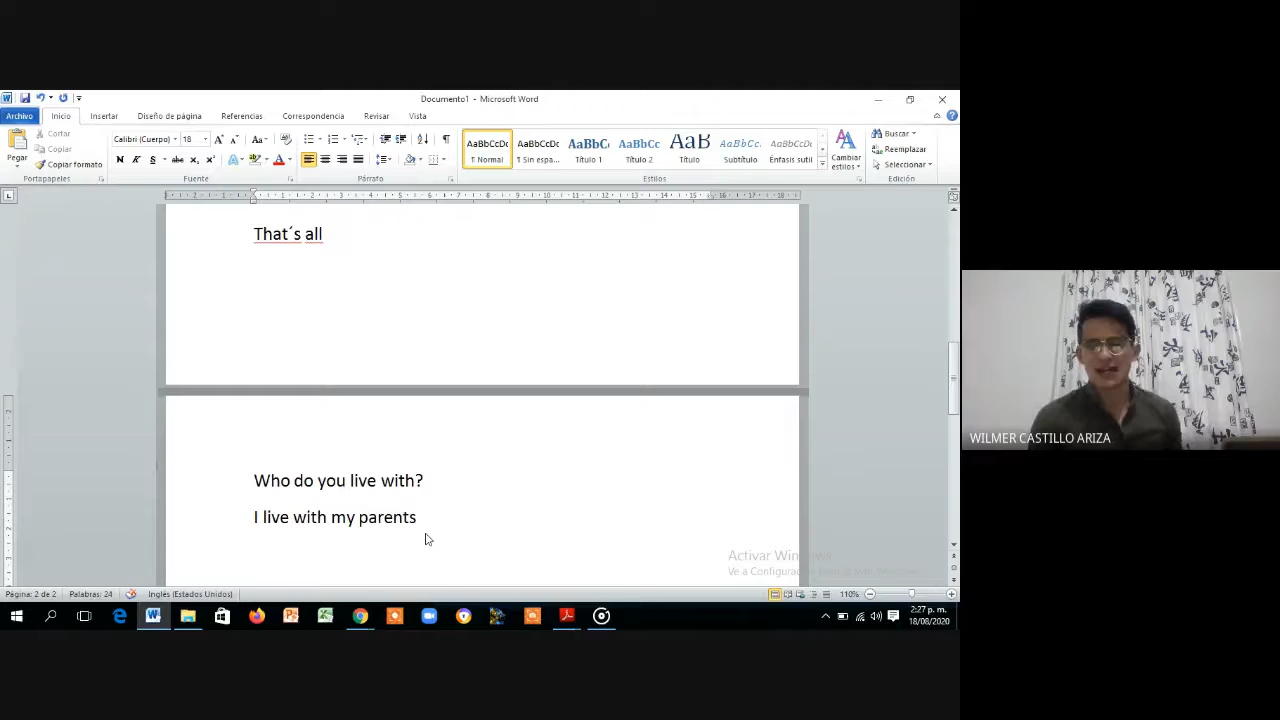 Documento1 - Microsoft Word
Archivo Inicio Insertar Diseño de página Referencias Correspondencia Revisar Vista
Cortar
Copiar
Copiar formato
Pegar
Portapapeles
Calibri (Cuerpo) 18
Fuente
Párrafo
AaBbCcDc AaBbCcDc AaBbC AaBbCc AaB AaBbCc. AaBbCcDc
¶ Normal ¶ Sin espa... Título 1 Título 2 Título Subtítulo Énfasis sutil
Estilos
Cambiar estilos
Buscar
Reemplazar
Seleccionar
Edición
That´s all
Who do you live with?
I live with my parents
Activar Windows
WILMER CASTILLO ARIZA
Página: 2 de 2 Palabras: 24 Inglés (Estados Unidos) 110%
2:27 p. m.
18/08/2020